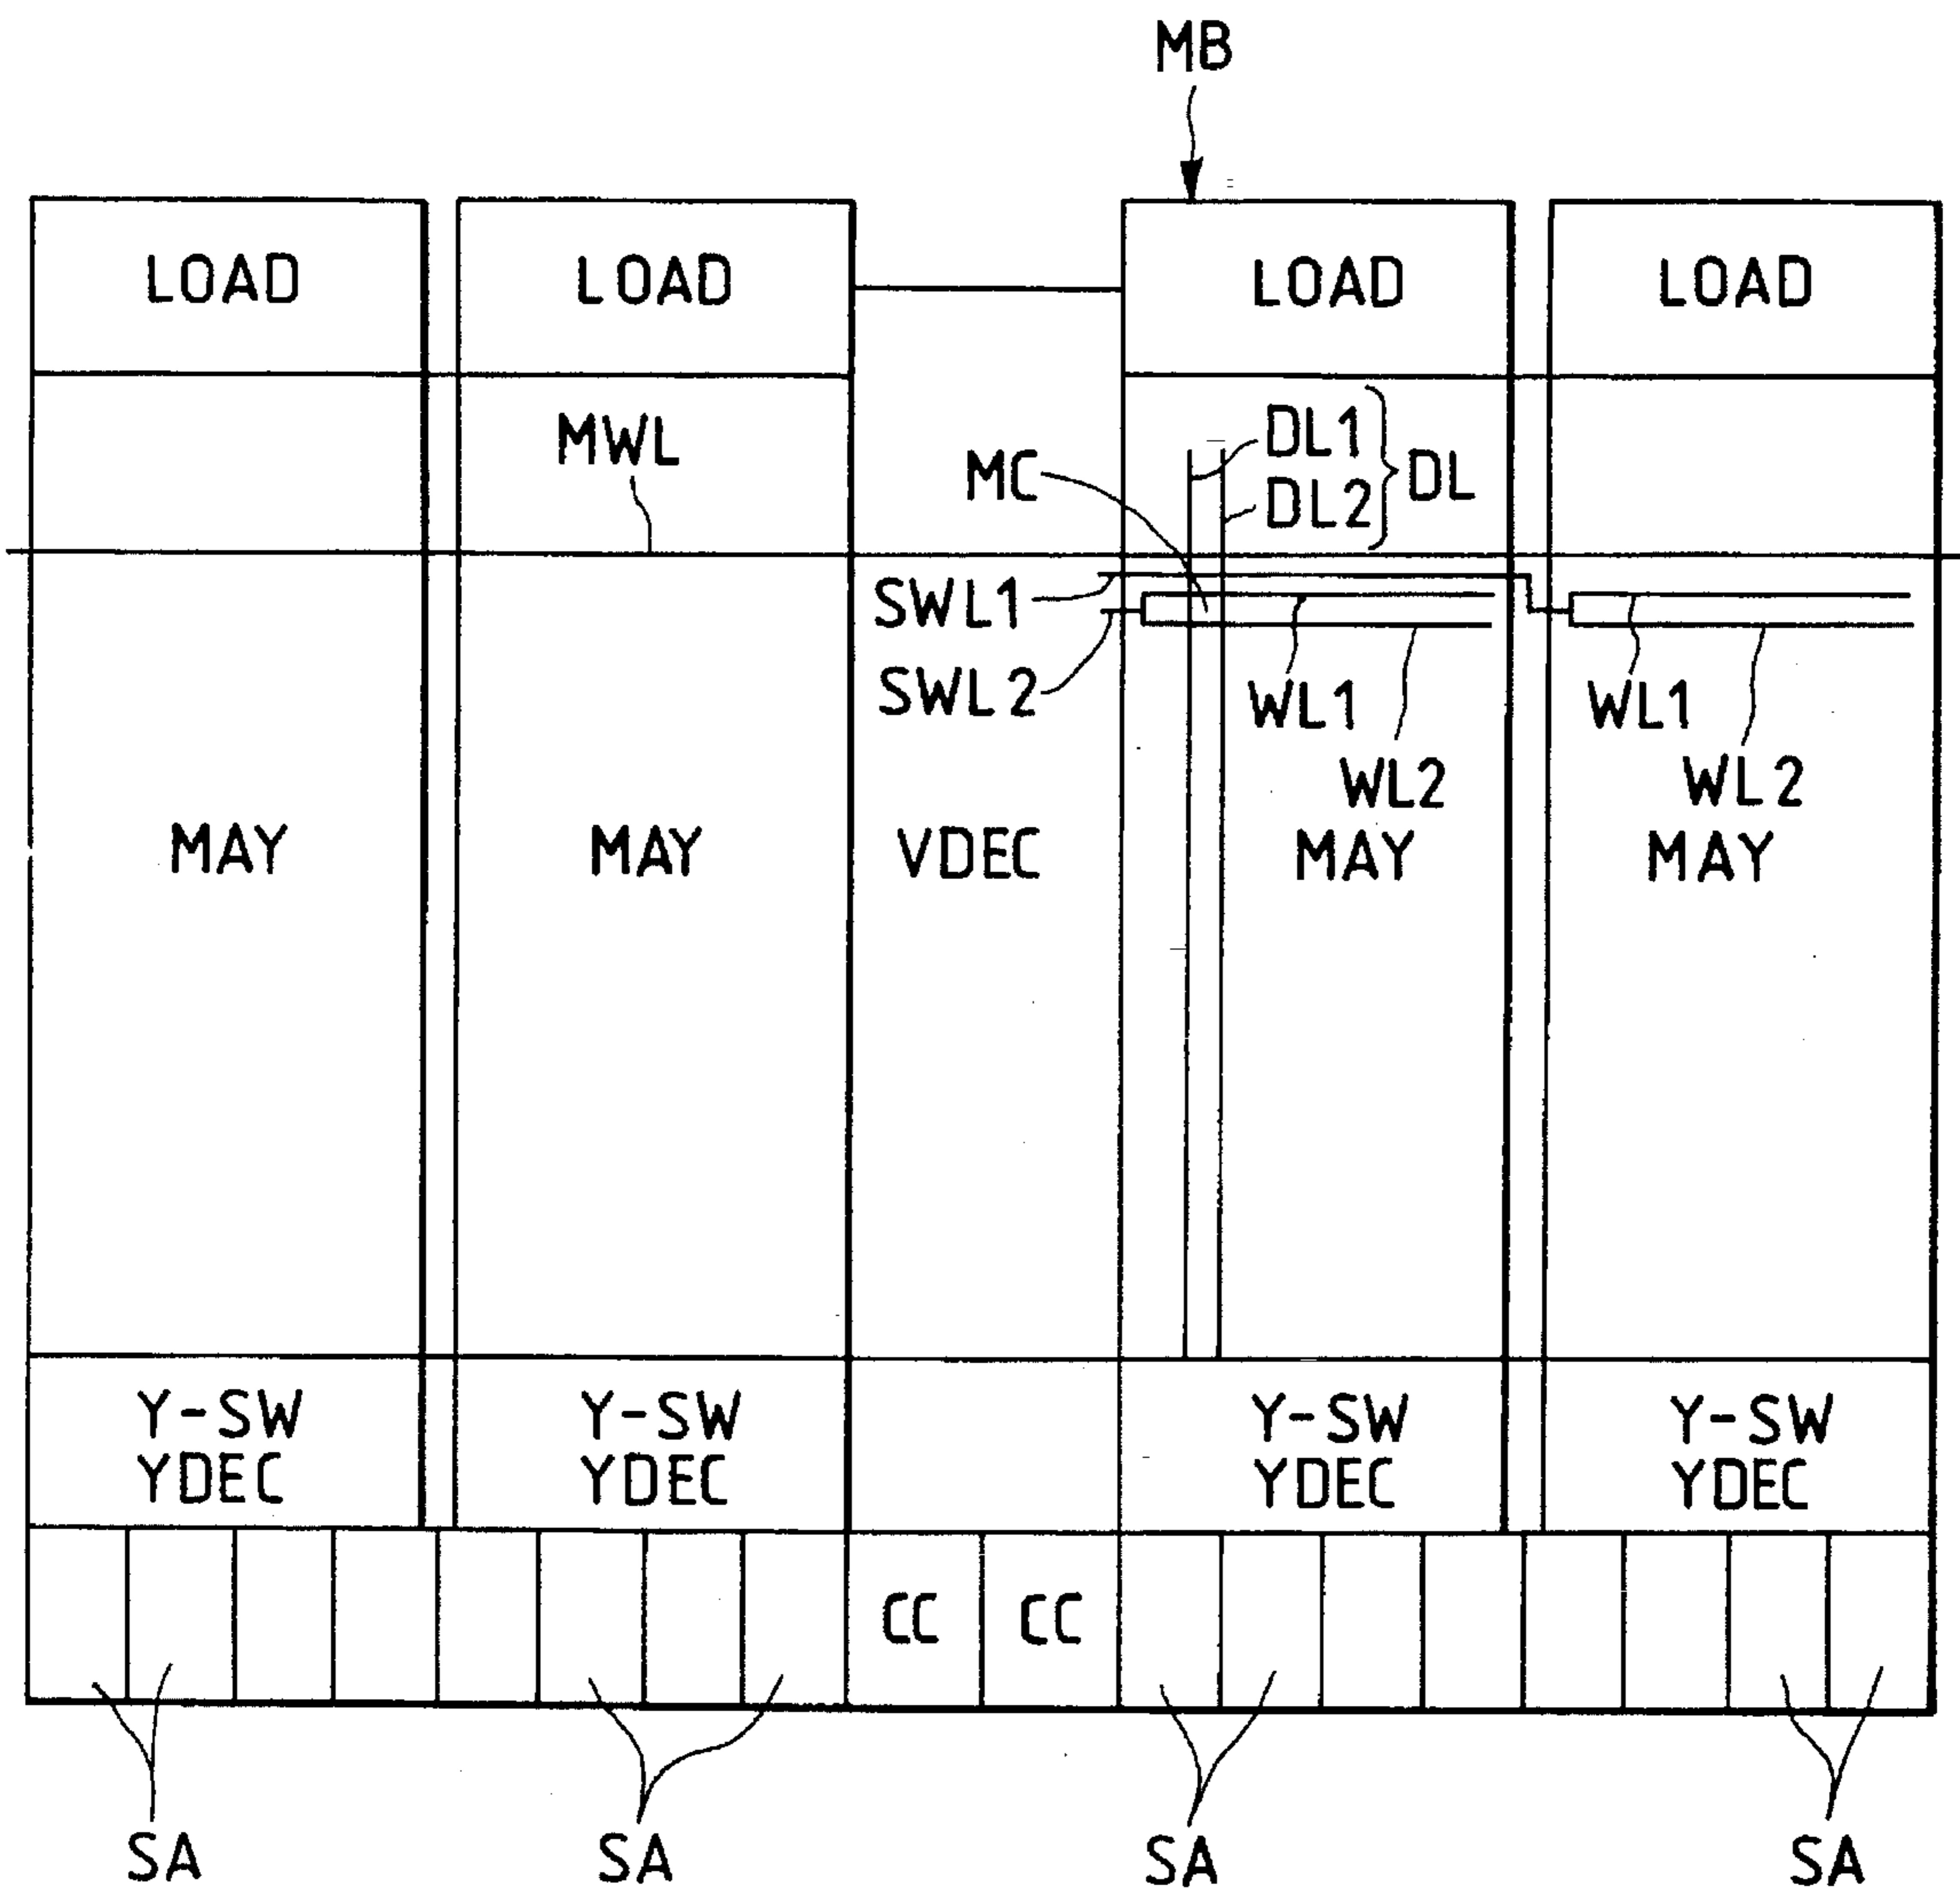 MB
LOAD
LOAD
LOAD
LOAD
MWL
MC
DL1
DL2
DL
SWL1
SWL2
WL1
WL2
WL1
WL2
MAY
MAY
VDEC
MAY
MAY
Y-SW
YDEC
Y-SW
YDEC
Y-SW
YDEC
Y-SW
YDEC
CC
CC
SA
SA
SA
SA